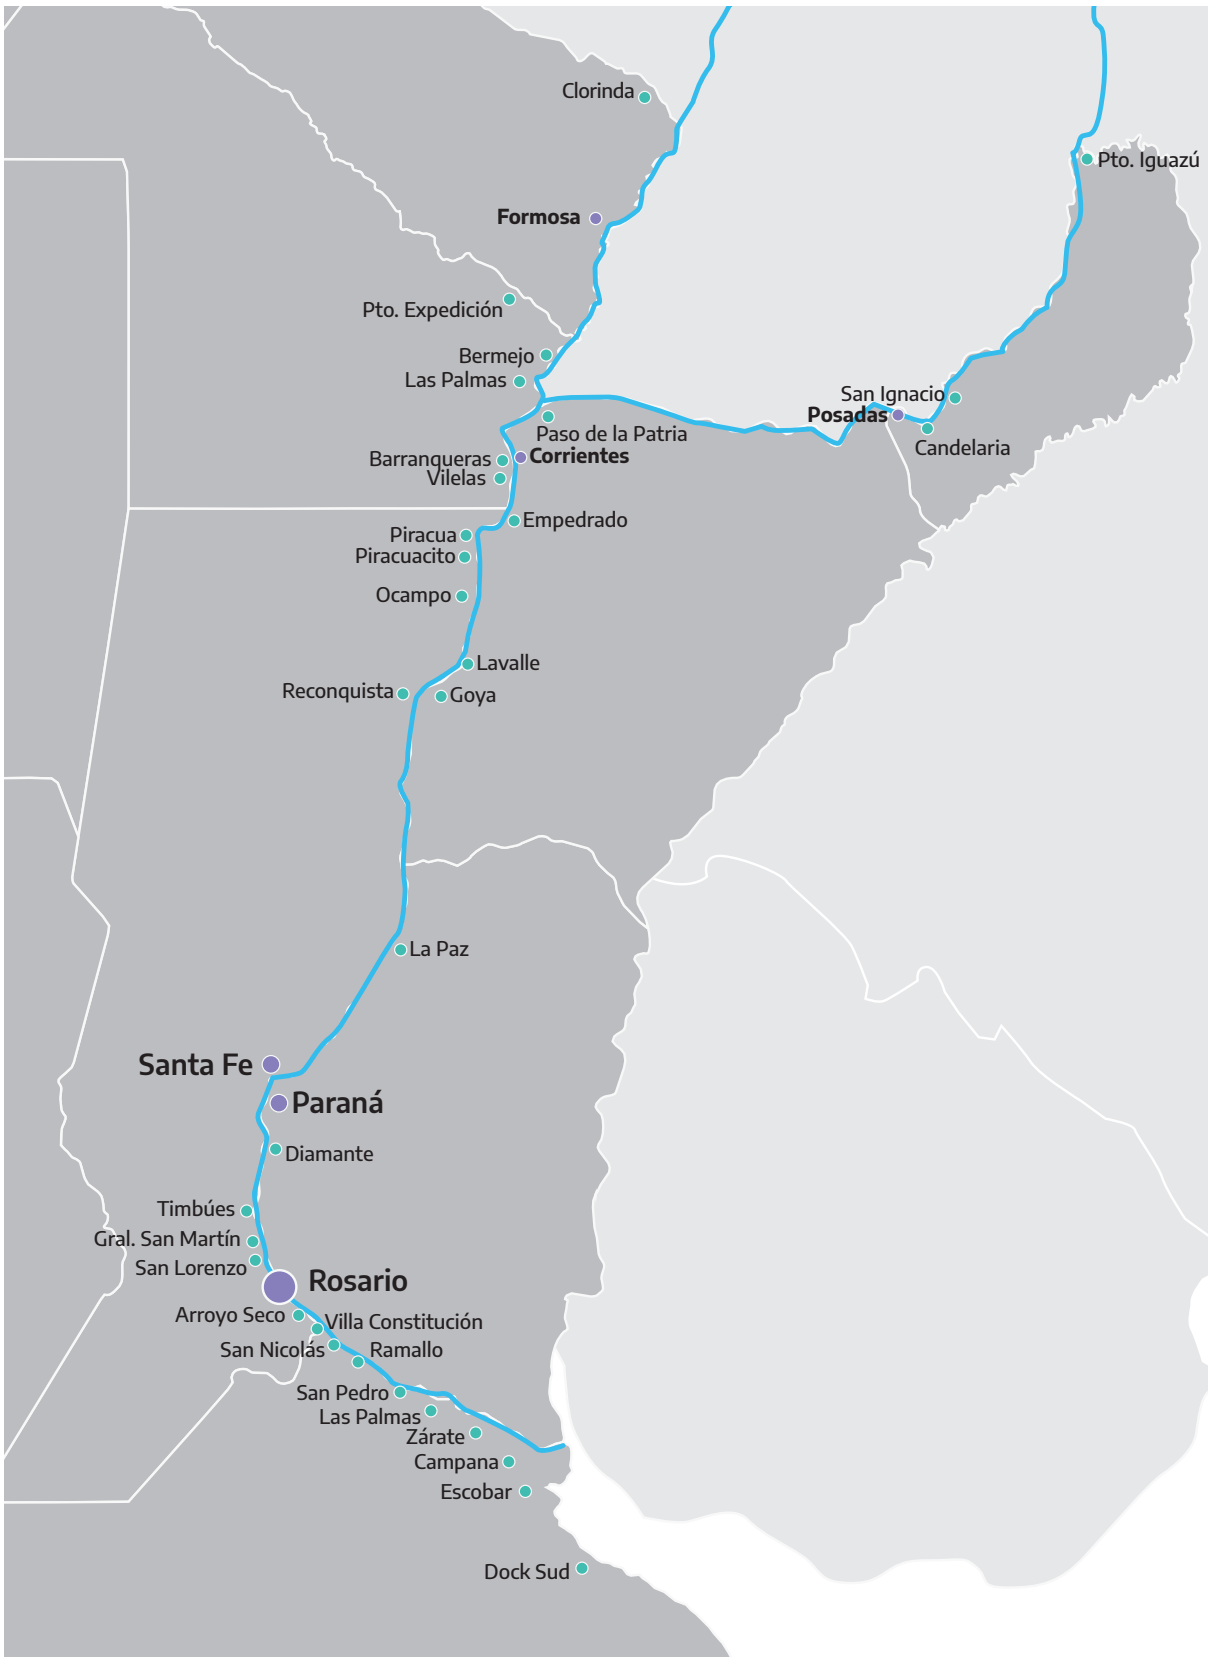 Clorinda
Pto. Iguazú
Formosa
Pto. Expedición
Bermejo
Las Palmas
San Ignacio
Posadas
Paso de la Patria
Candelaria
Barranqueras
Corrientes
Vilelas
Empedrado
Piracua
Piracuacito
Ocampo
Lavalle
Reconquista
Goya
La Paz
Santa Fe
Paraná
Diamante
Timbúes
Gral. San Martín
San Lorenzo
Rosario
Arroyo Seco
Villa Constitución
San Nicolás
Ramallo
San Pedro
Las Palmas
Zárate
Campana
Escobar
Dock Sud